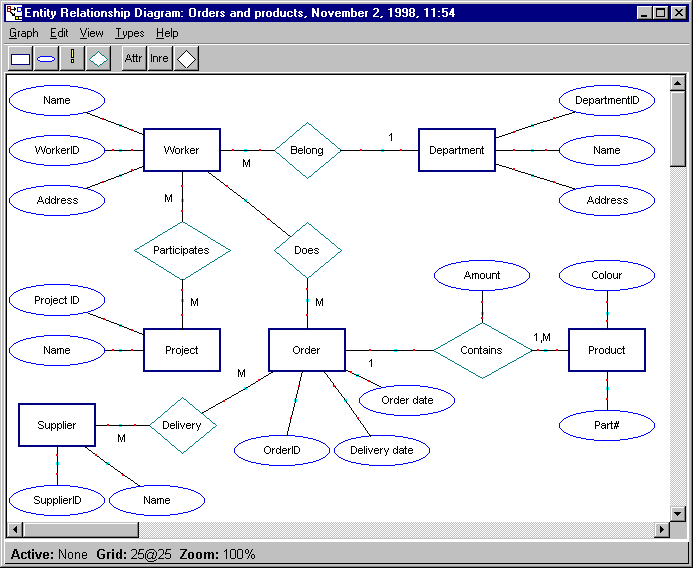 Entity Relationship Diagram: Orders and products, November 2, 1998, 11:54
Graph Edit View Types Help
Attr Inre
Name
DepartmentID
WorkerID
Worker
M
Belong
1
Department
Name
Address
Address
M
Participates
Does
Amount
Colour
Project ID
M
M
Name
Project
Order
1
Contains
1,M
Product
M
Order date
Supplier
M
Delivery
OrderID
Delivery date
Part#
SupplierID
Name
Active: None Grid: 25@25 Zoom: 100%